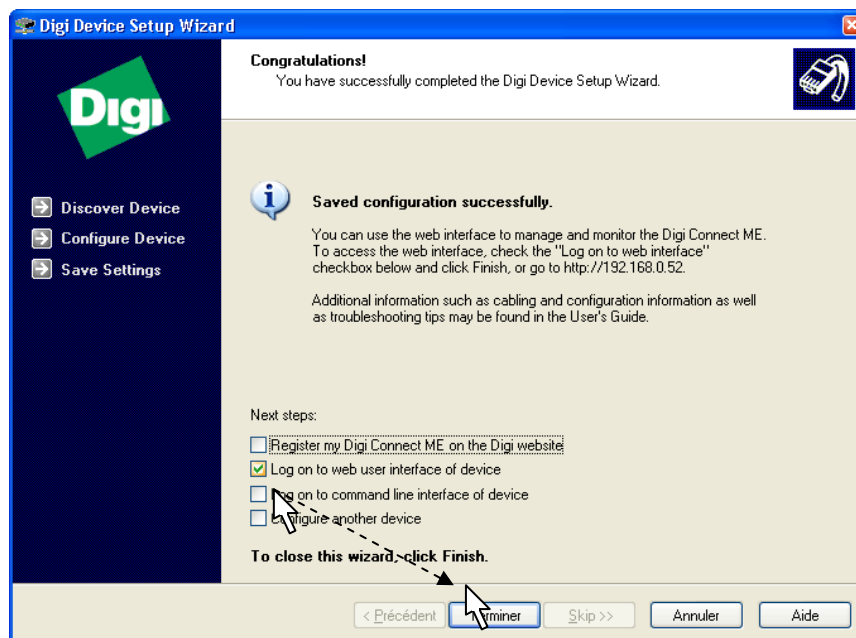 Digi Device Setup Wizard
Congratulations!
You have successfully completed the Digi Device Setup Wizard.
Digi
Discover Device
Configure Device
Save Settings
Saved configuration successfully.
You can use the web interface to manage and monitor the Digi Connect ME.
To access the web interface, check the "Log on to web interface"
checkbox below and click Finish, or go to http://192.168.0.52.
Additional information such as cabling and configuration information as well
as troubleshooting tips may be found in the User's Guide.
Next steps:
Register my Digi Connect ME on the Digi website
Log on to web user interface of device
Log on to command line interface of device
Configure another device
To close this wizard, click Finish.
< Précédent Terminer Skip >> Annuler Aide